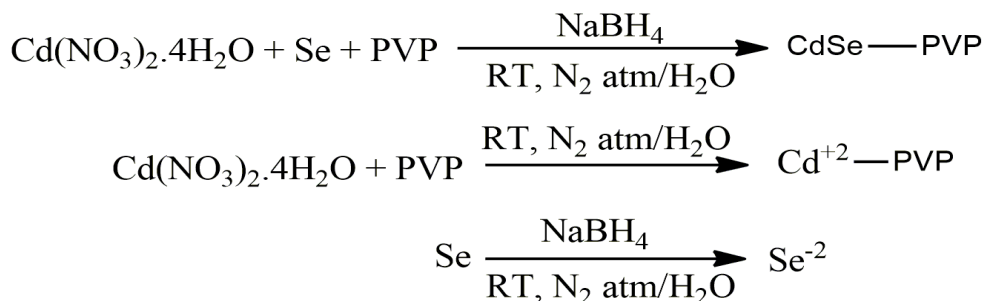 NaBH₄
Cd(NO₃)₂.4H₂O + Se + PVP CdSe — PVP
RT, N₂ atm/H₂O
RT, N₂ atm/H₂O
Cd(NO₃)₂.4H₂O + PVP Cd⁺² — PVP
NaBH₄
Se Se⁻²
RT, N₂ atm/H₂O